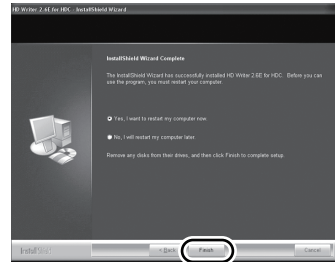 HD Writer 2.6E for HDC - InstallShield Wizard
InstallShield Wizard Complete
The InstallShield Wizard has successfully installed HD Writer 2.6E for HDC. Before you can
use the program, you must restart your computer.
Yes, I want to restart my computer now.
No, I will restart my computer later.
Remove any disks from their drives, and then click Finish to complete setup.
InstallShield
< Back
Finish
Cancel